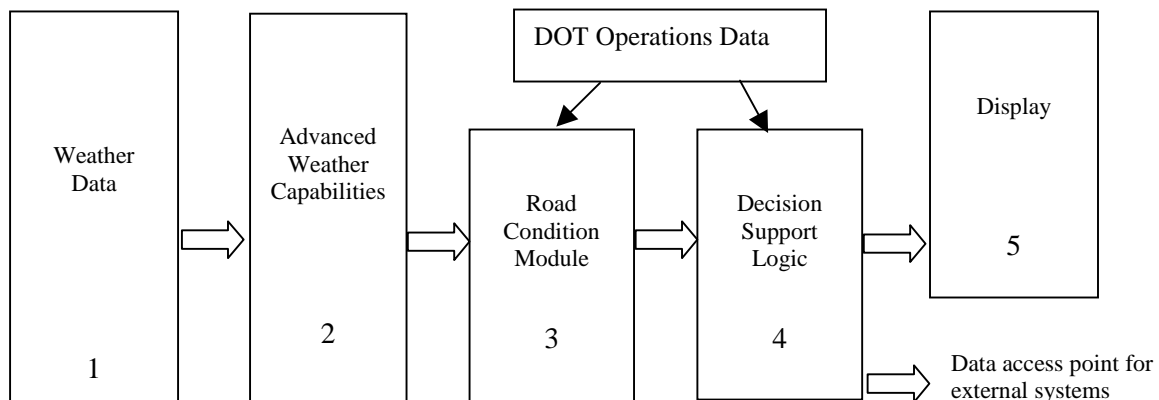 Weather
Data
1
Advanced
Weather
Capabilities
2
DOT Operations Data
Road
Condition
Module
3
Decision
Support
Logic
4
Display
5
Data access point for
external systems